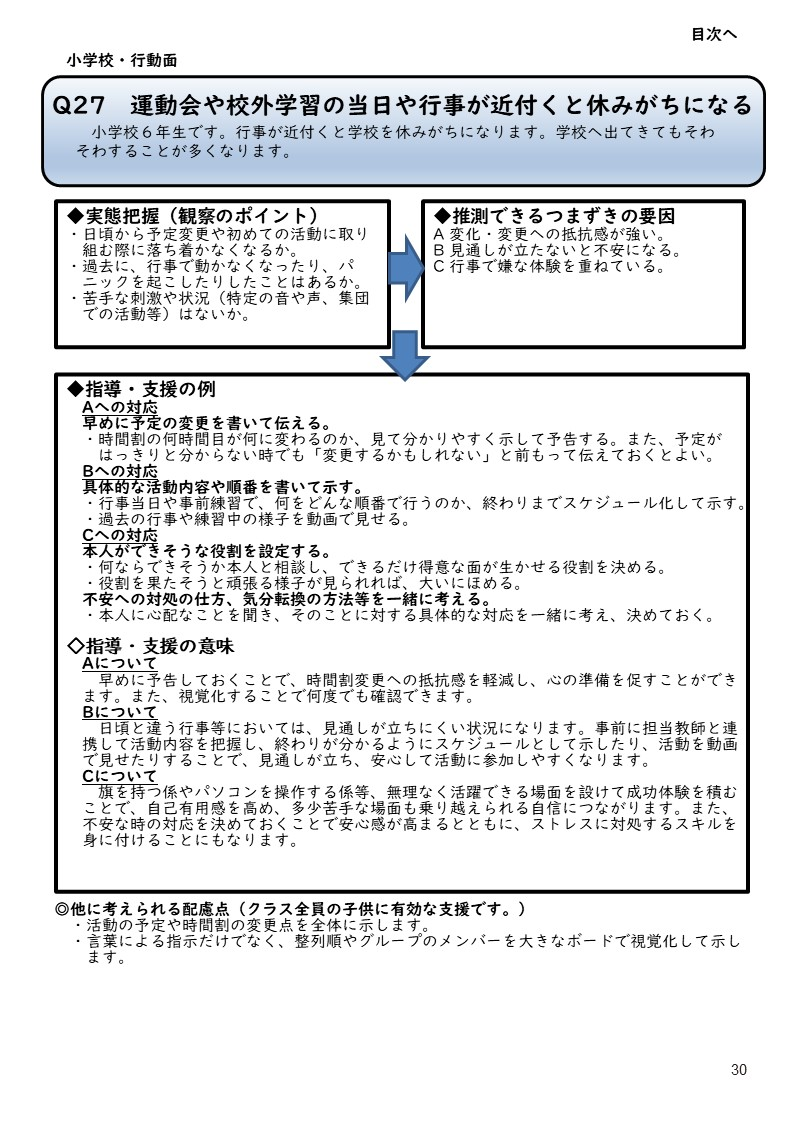 目次へ
小学校・行動面
Q27　運動会や校外学習の当日や行事が近付くと休みがちになる
小学校６年生です。行事が近付くと学校を休みがちになります。学校へ出てきてもそわ
そわすることが多くなります。
◆実態把握（観察のポイント）
・日頃から予定変更や初めての活動に取り
組む際に落ち着かなくなるか。
・過去に、行事で動かなくなったり、パ
ニックを起こしたりしたことはあるか。
・苦手な刺激や状況（特定の音や声、集団
での活動等）はないか。
◆推測できるつまずきの要因
A 変化・変更への抵抗感が強い。
B 見通しが立たないと不安になる。
C 行事で嫌な体験を重ねている。
◆指導・支援の例
Aへの対応
早めに予定の変更を書いて伝える。
・時間割の何時間目が何に変わるのか、見て分かりやすく示して予告する。また、予定が
はっきりと分からない時でも「変更するかもしれない」と前もって伝えておくとよい。
Bへの対応
具体的な活動内容や順番を書いて示す。
・行事当日や事前練習で、何をどんな順番で行うのか、終わりまでスケジュール化して示す。
・過去の行事や練習中の様子を動画で見せる。
Cへの対応
本人ができそうな役割を設定する。
・何ならできそうか本人と相談し、できるだけ得意な面が生かせる役割を決める。
・役割を果たそうと頑張る様子が見られれば、大いにほめる。
不安への対処の仕方、気分転換の方法等を一緒に考える。
・本人に心配なことを聞き、そのことに対する具体的な対応を一緒に考え、決めておく。
◇指導・支援の意味
Aについて
早めに予告しておくことで、時間割変更への抵抗感を軽減し、心の準備を促すことができ
ます。また、視覚化することで何度でも確認できます。
Bについて
日頃と違う行事等においては、見通しが立ちにくい状況になります。事前に担当教師と連
携して活動内容を把握し、終わりが分かるようにスケジュールとして示したり、活動を動画
で見せたりすることで、見通しが立ち、安心して活動に参加しやすくなります。
Cについて
旗を持つ係やパソコンを操作する係等、無理なく活躍できる場面を設けて成功体験を積む
ことで、自己有用感を高め、多少苦手な場面も乗り越えられる自信につながります。また、
不安な時の対応を決めておくことで安心感が高まるとともに、ストレスに対処するスキルを
身に付けることにもなります。
◎他に考えられる配慮点（クラス全員の子供に有効な支援です。）
・活動の予定や時間割の変更点を全体に示します。
・言葉による指示だけでなく、整列順やグループのメンバーを大きなボードで視覚化して示し
ます。
30